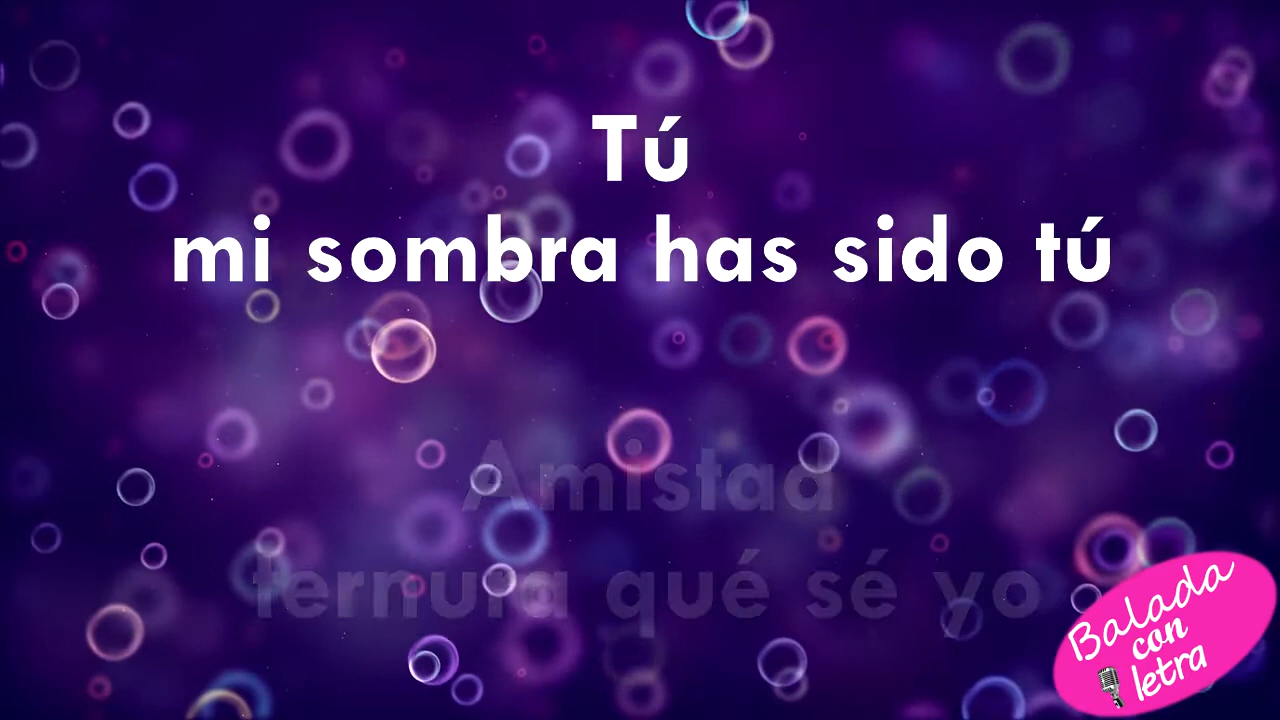 Tú
mi sombra has sido tú
Amistad
ternura qué sé yo
Balada
con
letra